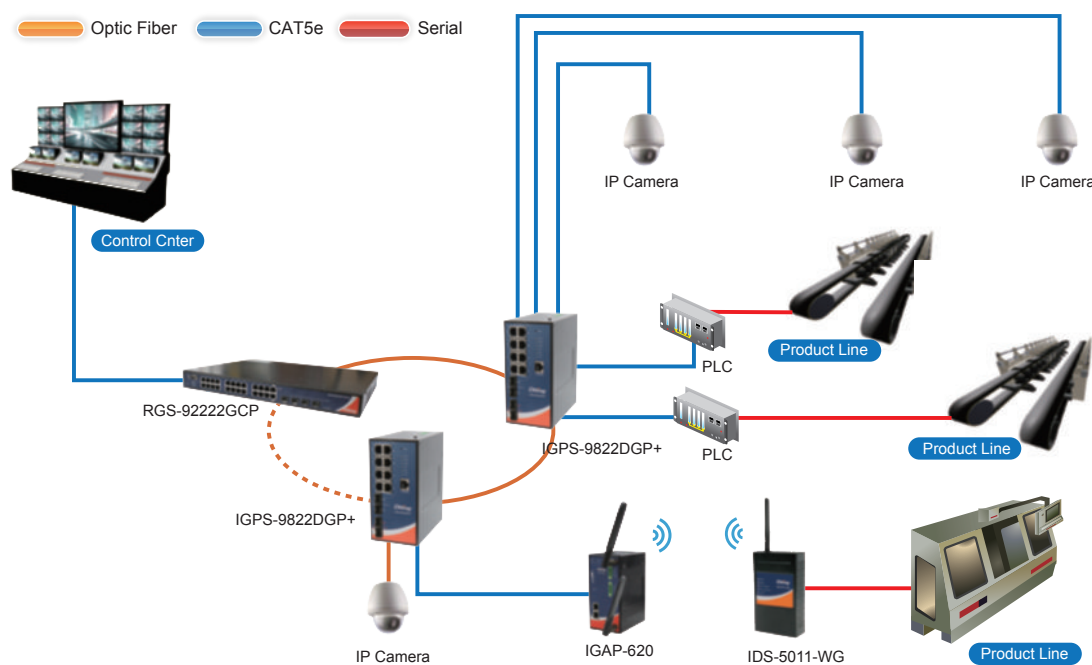 Optic Fiber CAT5e Serial
IP Camera IP Camera IP Camera
Control Cnter
Product Line
PLC
RGS-92222GCP
IGPS-9822DGP+
PLC
Product Line
IGPS-9822DGP+
IP Camera
IGAP-620
IDS-5011-WG
Product Line